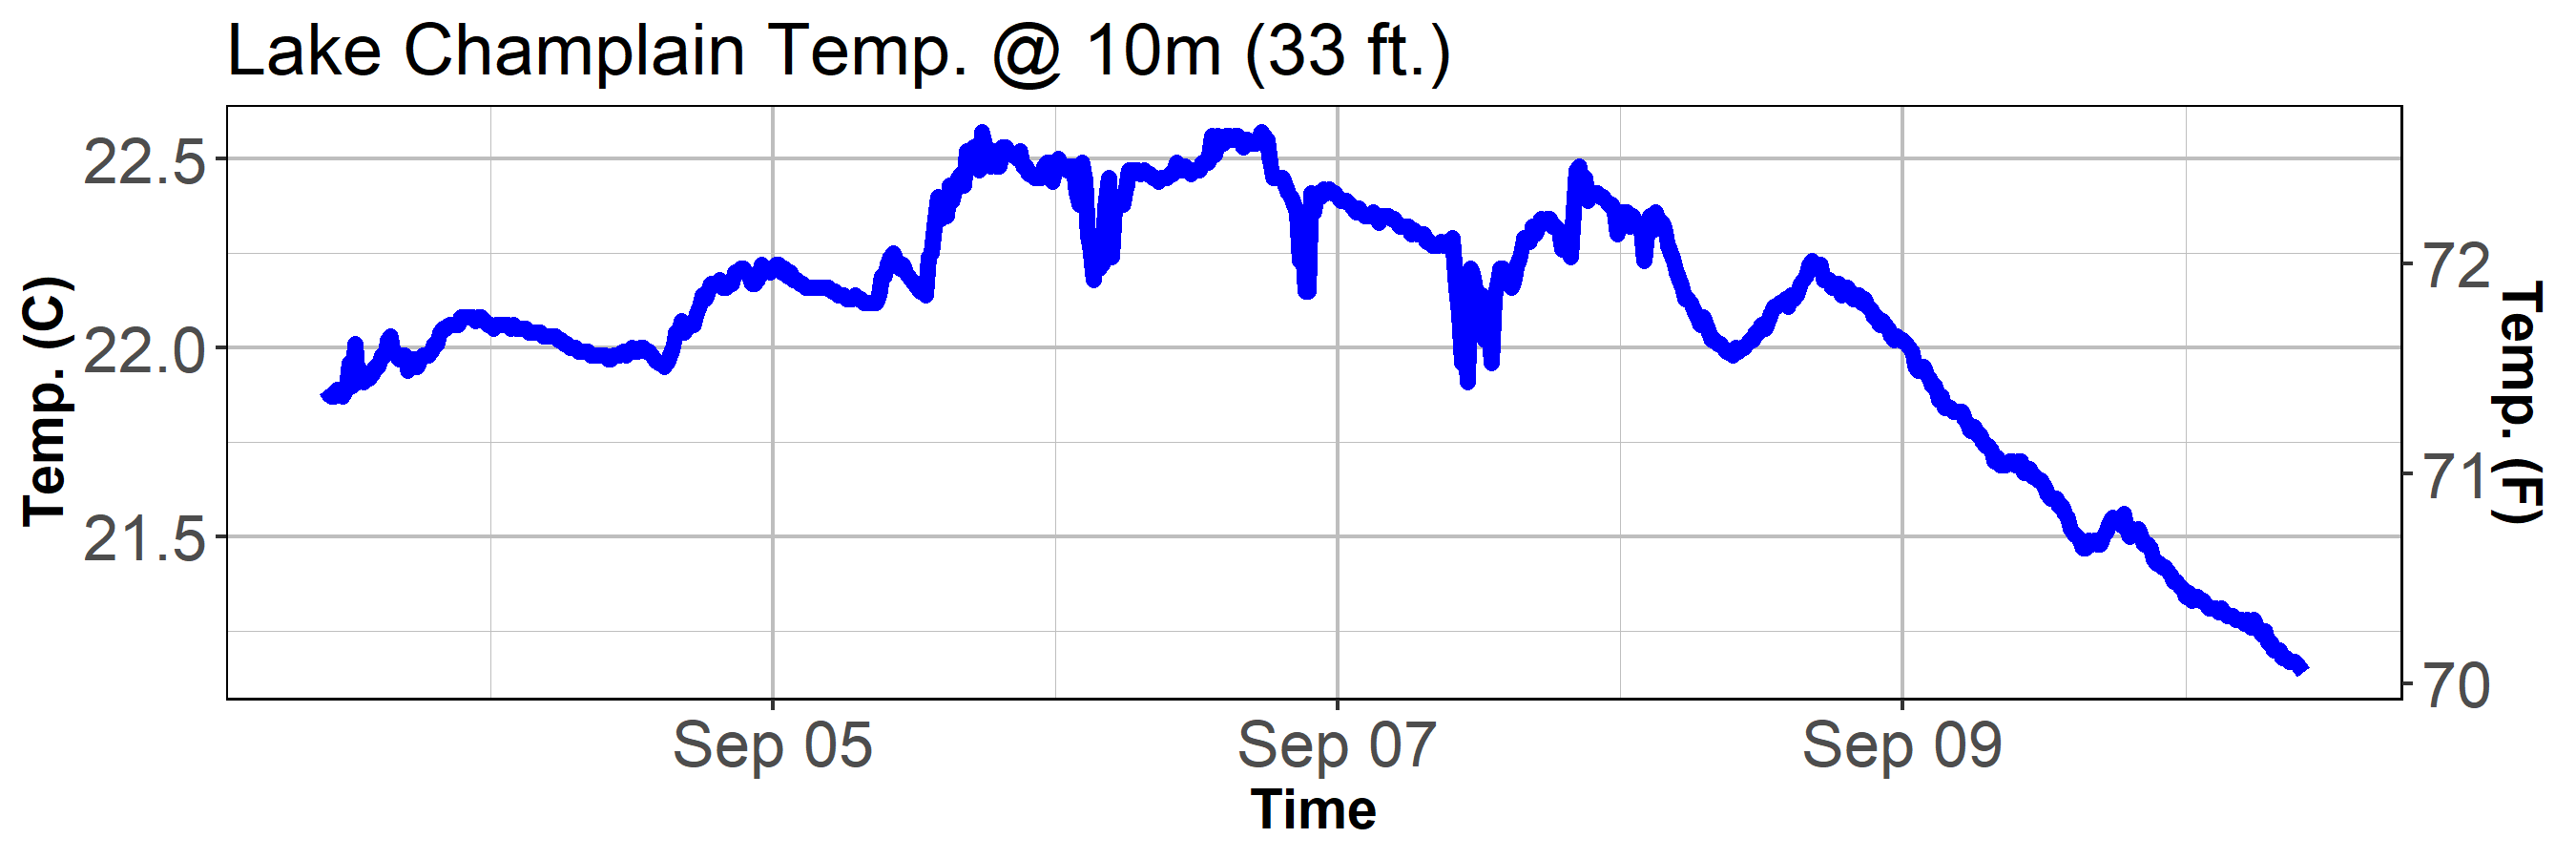 Lake Champlain Temp. @ 10m (33 ft.)
Temp. (C)
22.5
22.0
21.5
72
71
70
Temp. (F)
Sep 05 Sep 07 Sep 09
Time